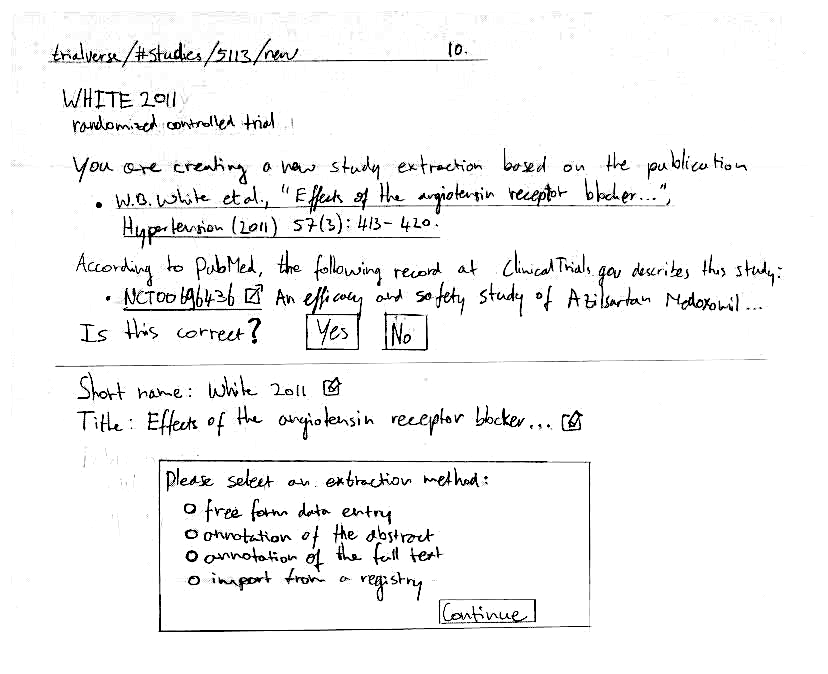 trialverse/#studies/5113/new 10.
WHITE 2011
randomized controlled trial
You are creating a new study extraction based on the publication
• W.B. White et al., "Effects of the angiotensin receptor blocker...",
Hypertension (2011) 57(3): 413-420.
According to PubMed, the following record at ClinicalTrials.gov describes this study:
• NCT00696436 An efficacy and safety study of Azilsartan Medoxomil...
Is this correct? Yes No
Short name: White 2011
Title: Effects of the angiotensin receptor blocker...
Please select an extraction method:
free form data entry
annotation of the abstract
annotation of the full text
import from a registry
Continue